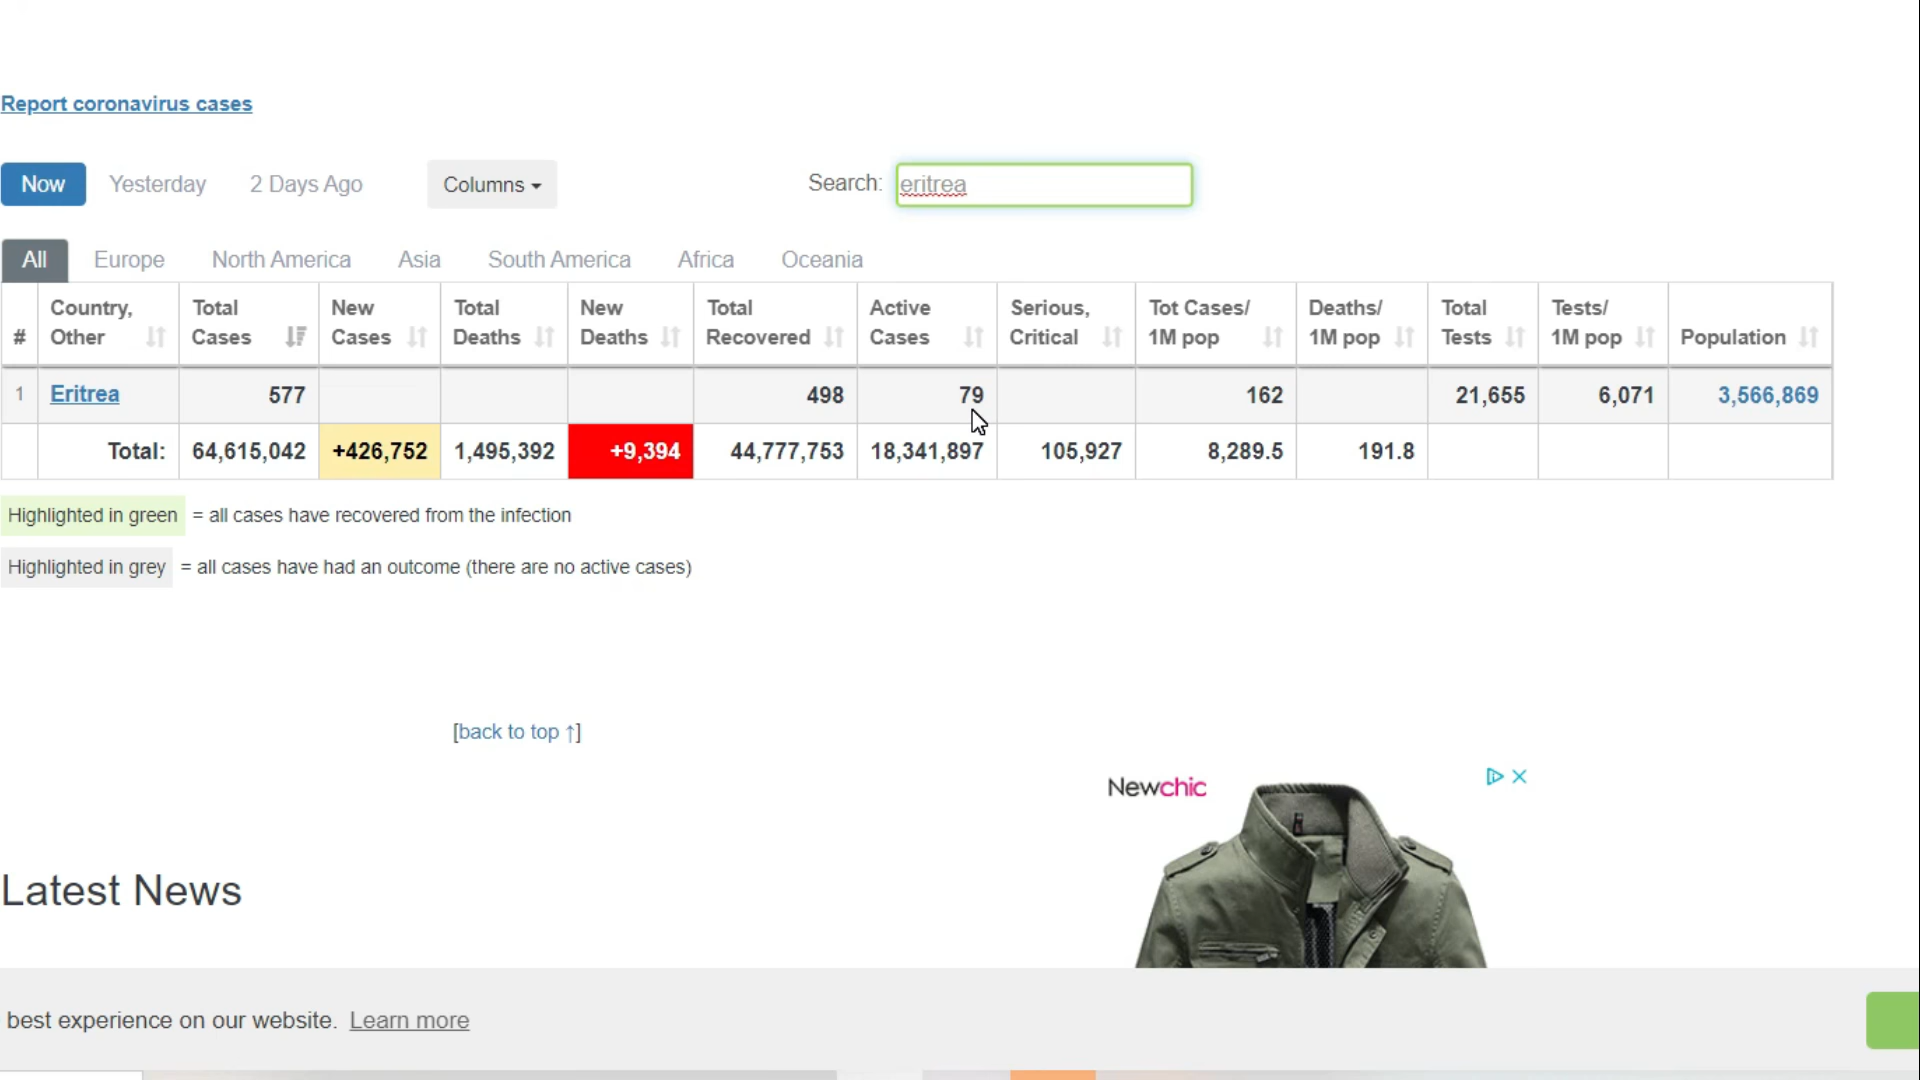 Report coronavirus cases
Now Yesterday 2 Days Ago Columns Search: eritrea
All Europe North America Asia South America Africa Oceania
# Country, Other Total Cases New Cases Total Deaths New Deaths Total Recovered Active Cases Serious, Critical Tot Cases/ 1M pop Deaths/ 1M pop Total Tests Tests/ 1M pop Population
1 Eritrea 577 498 79 162 21,655 6,071 3,566,869
Total: 64,615,042 +426,752 1,495,392 +9,394 44,777,753 18,341,897 105,927 8,289.5 191.8
Highlighted in green = all cases have recovered from the infection
Highlighted in grey = all cases have had an outcome (there are no active cases)
[back to top ↑]
Newchic
Latest News
best experience on our website. Learn more